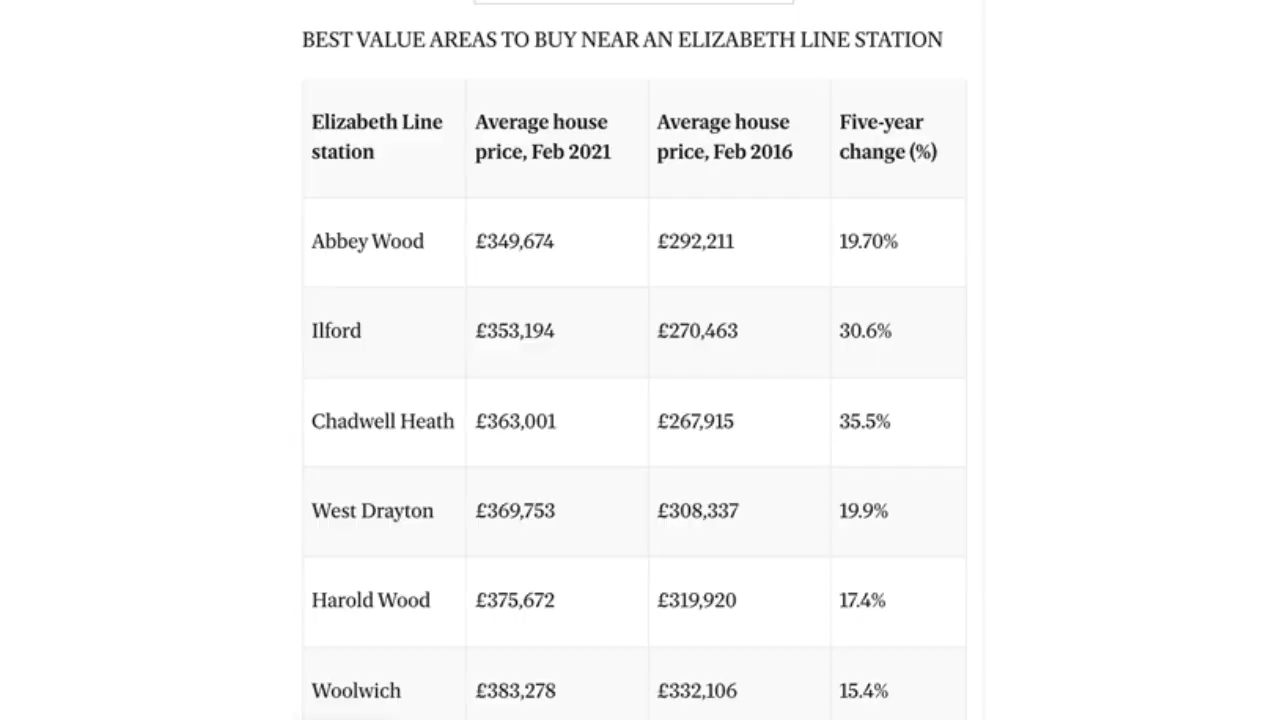 BEST VALUE AREAS TO BUY NEAR AN ELIZABETH LINE STATION
Elizabeth Line station Average house price, Feb 2021 Average house price, Feb 2016 Five-year change (%)
Abbey Wood £349,674 £292,211 19.70%
Ilford £353,194 £270,463 30.6%
Chadwell Heath £363,001 £267,915 35.5%
West Drayton £369,753 £308,337 19.9%
Harold Wood £375,672 £319,920 17.4%
Woolwich £383,278 £332,106 15.4%